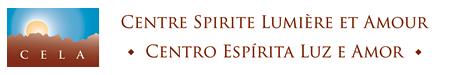 Centre Spirite Lumière et Amour
Centro Espírita Luz e Amor
CELA